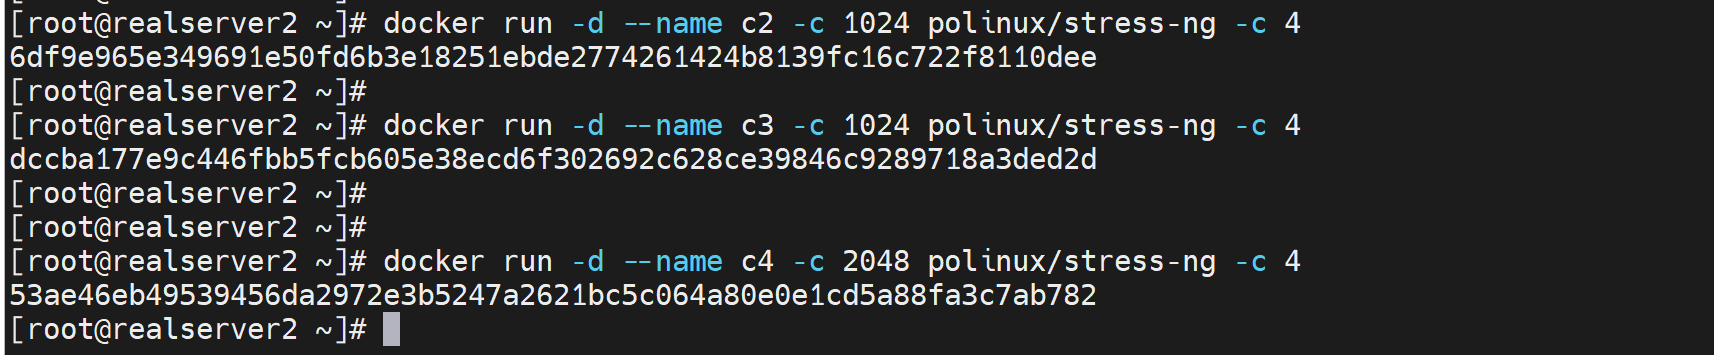 [root@realserver2 ~]# docker run -d --name c2 -c 1024 polinux/stress-ng -c 4
6df9e965e349691e50fd6b3e18251ebde2774261424b8139fc16c722f8110dee
[root@realserver2 ~]#
[root@realserver2 ~]# docker run -d --name c3 -c 1024 polinux/stress-ng -c 4
dccba177e9c446fbb5fcb605e38ecd6f302692c628ce39846c9289718a3ded2d
[root@realserver2 ~]#
[root@realserver2 ~]#
[root@realserver2 ~]# docker run -d --name c4 -c 2048 polinux/stress-ng -c 4
53ae46eb49539456da2972e3b5247a2621bc5c064a80e0e1cd5a88fa3c7ab782
[root@realserver2 ~]#